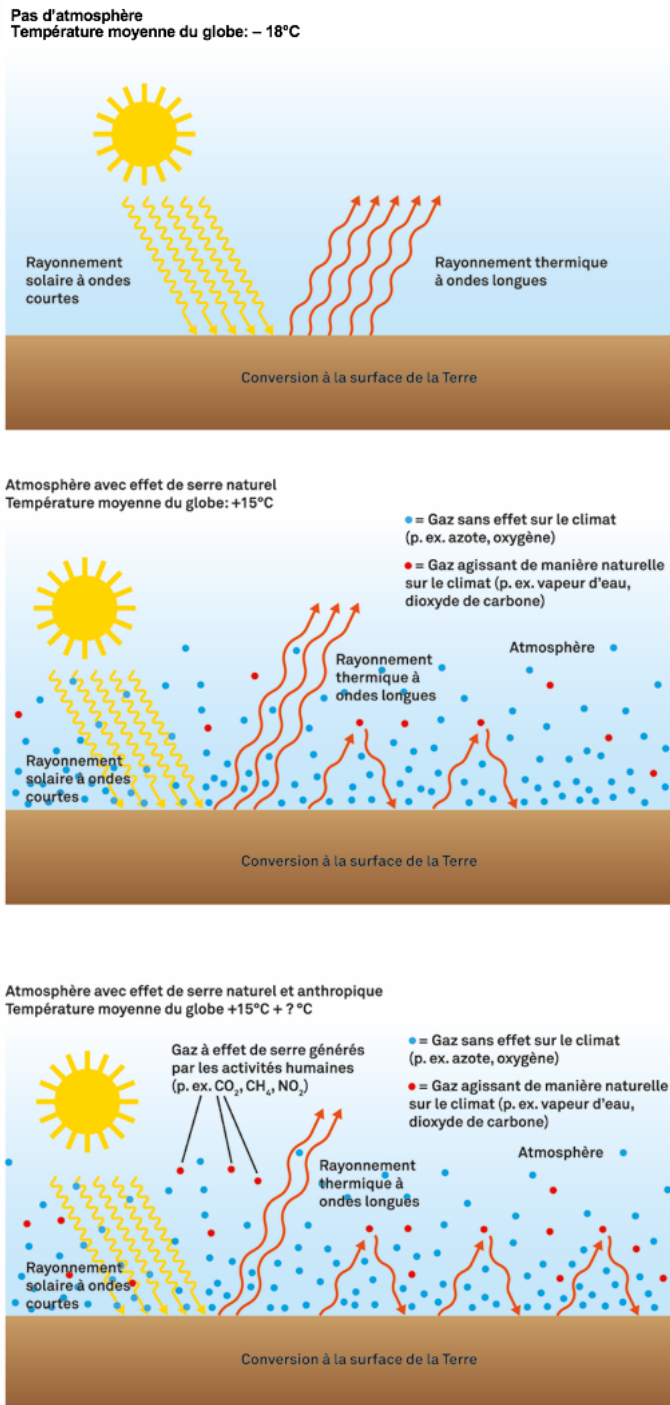 Pas d'atmosphère
Température moyenne du globe: – 18°C
Rayonnement
solaire à ondes
courtes
Rayonnement thermique
à ondes longues
Conversion à la surface de la Terre
Atmosphère avec effet de serre naturel
Température moyenne du globe: +15°C
= Gaz sans effet sur le climat
(p. ex. azote, oxygène)
= Gaz agissant de manière naturelle
sur le climat (p. ex. vapeur d'eau,
dioxyde de carbone)
Atmosphère
Rayonnement
thermique à
ondes longues
Rayonnement
solaire à ondes
courtes
Conversion à la surface de la Terre
Atmosphère avec effet de serre naturel et anthropique
Température moyenne du globe +15°C + ? °C
Gaz à effet de serre générés
par les activités humaines
(p. ex. CO₂, CH₄, NO₂)
= Gaz sans effet sur le climat
(p. ex. azote, oxygène)
= Gaz agissant de manière naturelle
sur le climat (p. ex. vapeur d'eau,
dioxyde de carbone)
Atmosphère
Rayonnement
thermique à
ondes longues
Rayonnement
solaire à ondes
courtes
Conversion à la surface de la Terre